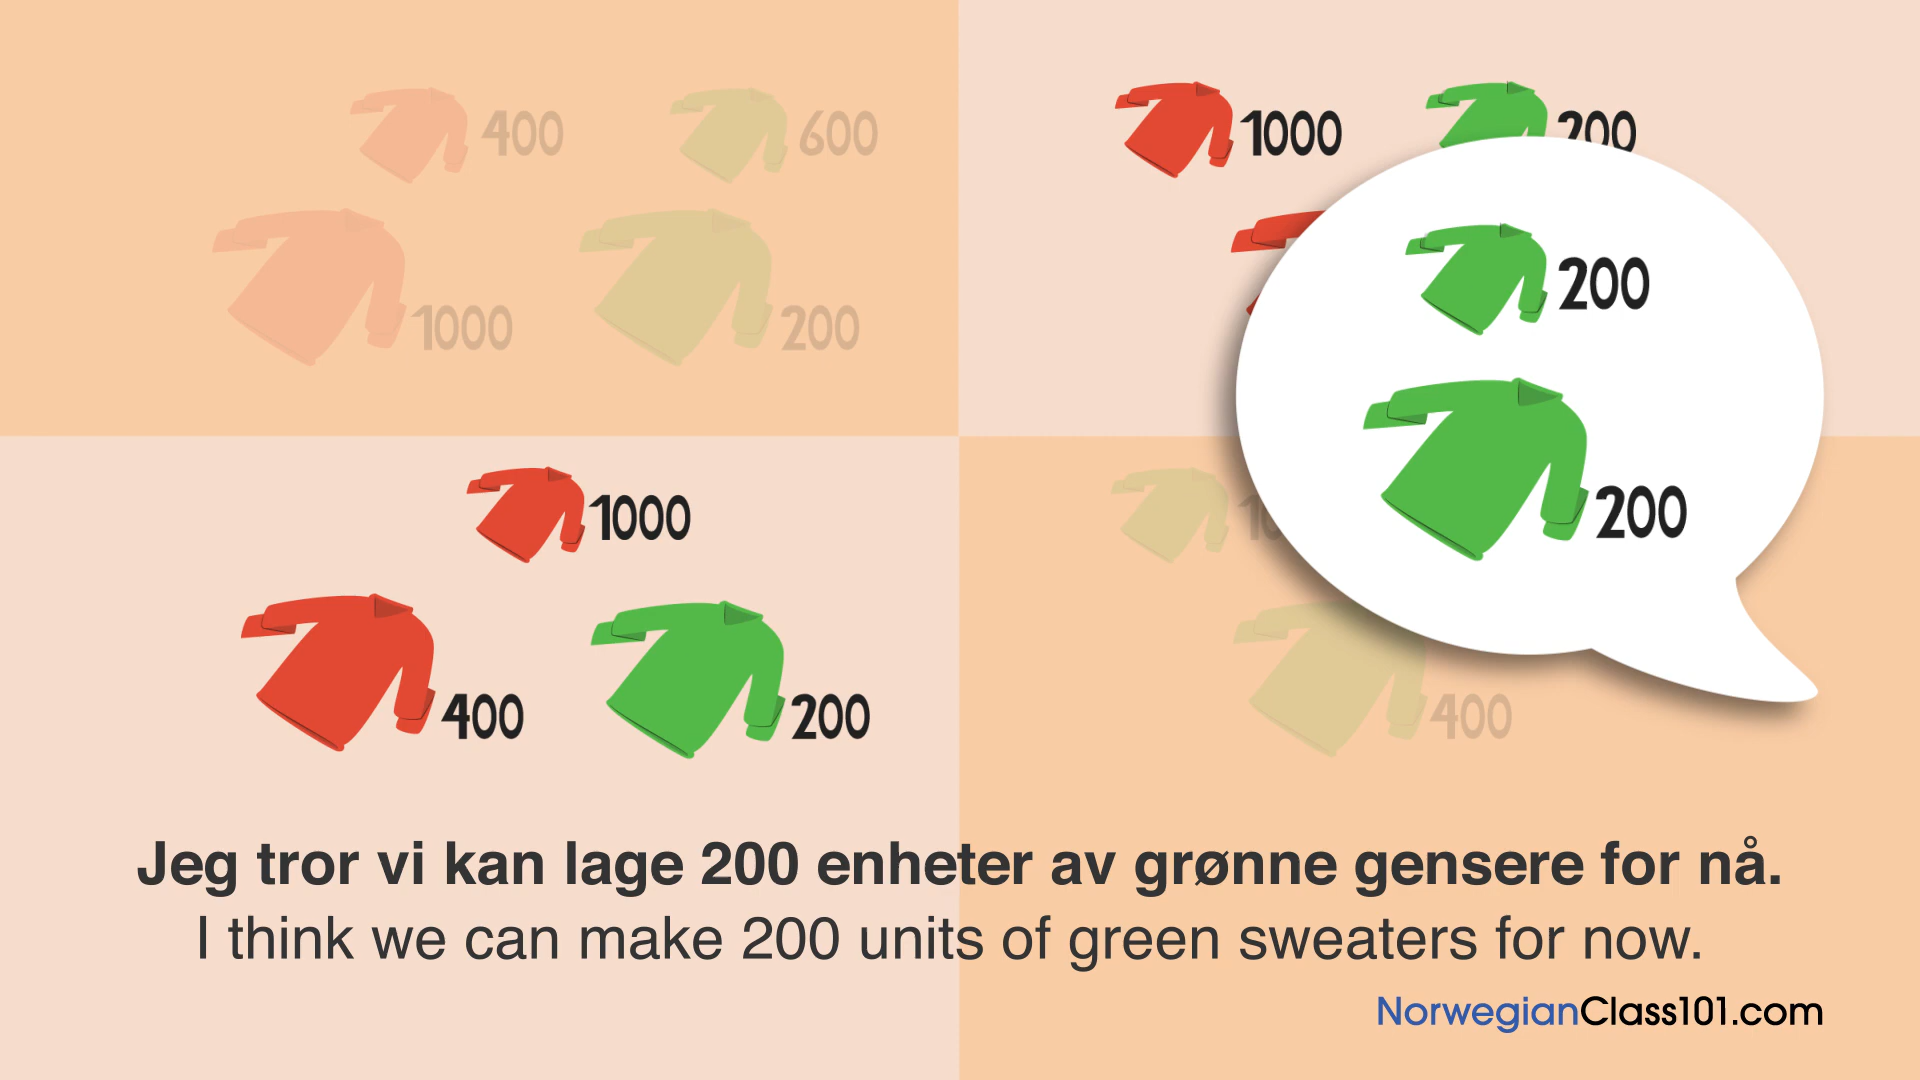 400 600
1000 200
1000 200
200
200
1000
400 200
400
Jeg tror vi kan lage 200 enheter av grønne gensere for nå.
I think we can make 200 units of green sweaters for now.
NorwegianClass101.com